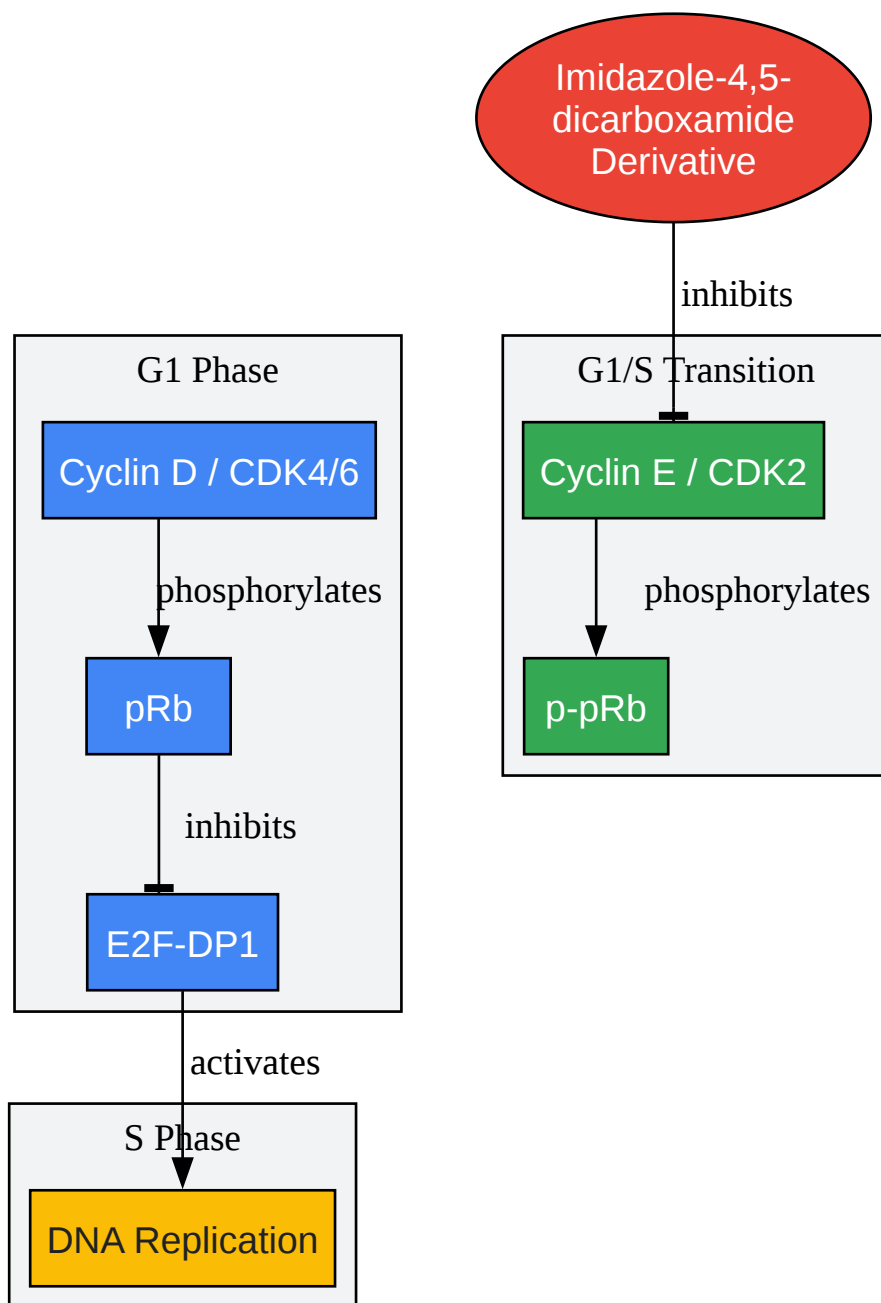 Imidazole-4,5-
dicarboxamide
Derivative
inhibits
G1 Phase
Cyclin D / CDK4/6
phosphorylates
pRb
inhibits
E2F-DP1
activates
S Phase
DNA Replication
G1/S Transition
Cyclin E / CDK2
phosphorylates
p-pRb